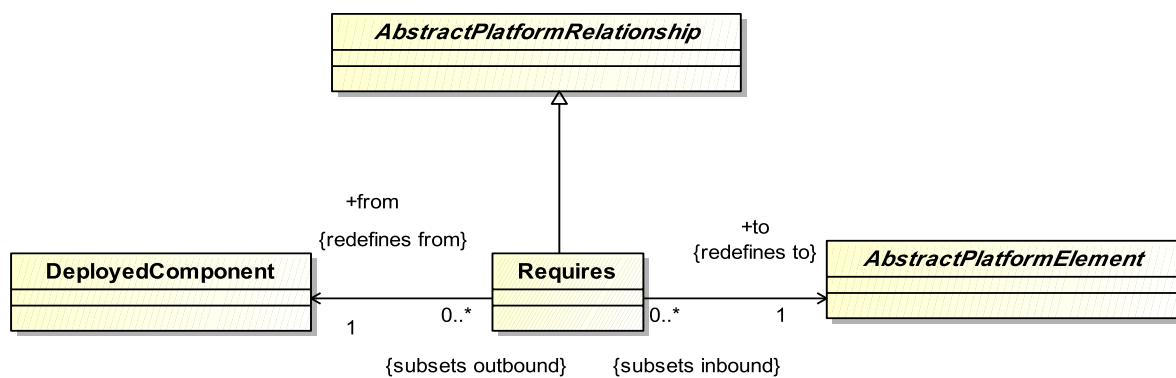 AbstractPlatformRelationship
+from
{redefines from}
+to
{redefines to}
DeployedComponent
Requires
AbstractPlatformElement
1
0..*
0..*
1
{subsets outbound}
{subsets inbound}